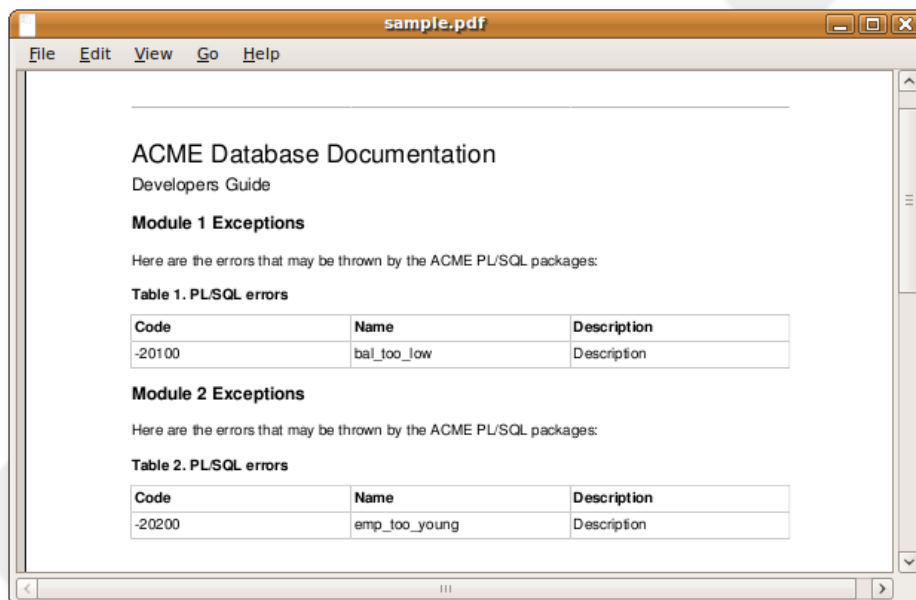 sample.pdf
File Edit View Go Help
ACME Database Documentation
Developers Guide
Module 1 Exceptions
Here are the errors that may be thrown by the ACME PL/SQL packages:
Table 1. PL/SQL errors
Code Name Description
-20100 bal_too_low Description
Module 2 Exceptions
Here are the errors that may be thrown by the ACME PL/SQL packages:
Table 2. PL/SQL errors
Code Name Description
-20200 emp_too_young Description